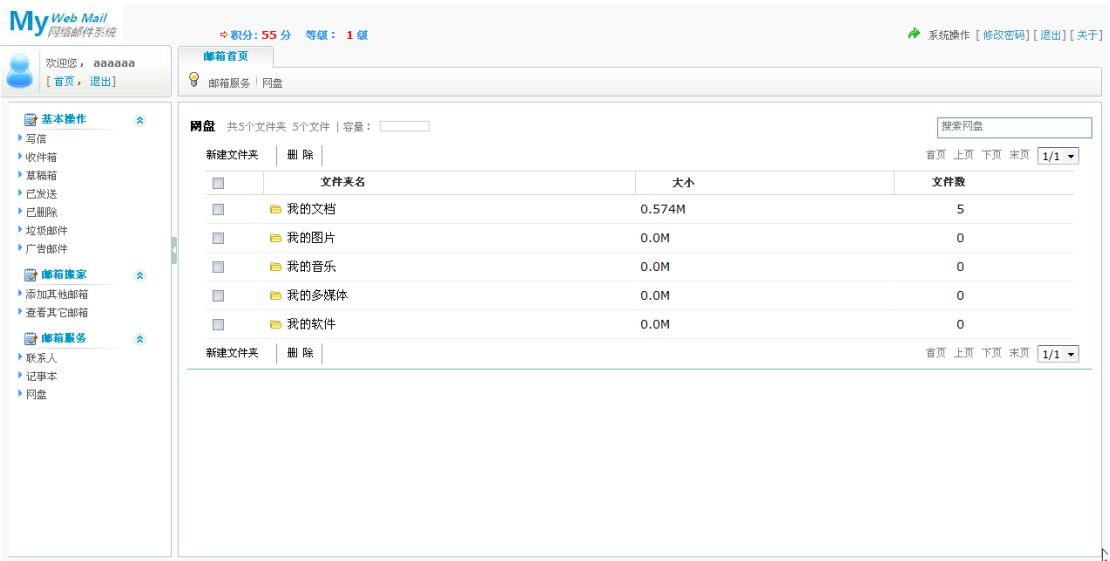 My Web Mail
网络邮件系统
积分: 55 分 等级： 1 级
系统操作 [ 修改密码] [ 退出] [ 关于]
欢迎您， aaaaaa
[ 首页， 退出]
邮箱首页
邮箱服务 网盘
基本操作
写信
收件箱
草稿箱
已发送
已删除
垃圾邮件
广告邮件
邮箱搬家
添加其他邮箱
查看其它邮箱
邮箱服务
联系人
记事本
网盘
网盘 共5个文件夹 5个文件 | 容量：
搜索网盘
新建文件夹 删 除
首页 上页 下页 末页 1/1
文件夹名 大小 文件数
我的文档 0.574M 5
我的图片 0.0M 0
我的音乐 0.0M 0
我的多媒体 0.0M 0
我的软件 0.0M 0
新建文件夹 删 除
首页 上页 下页 末页 1/1